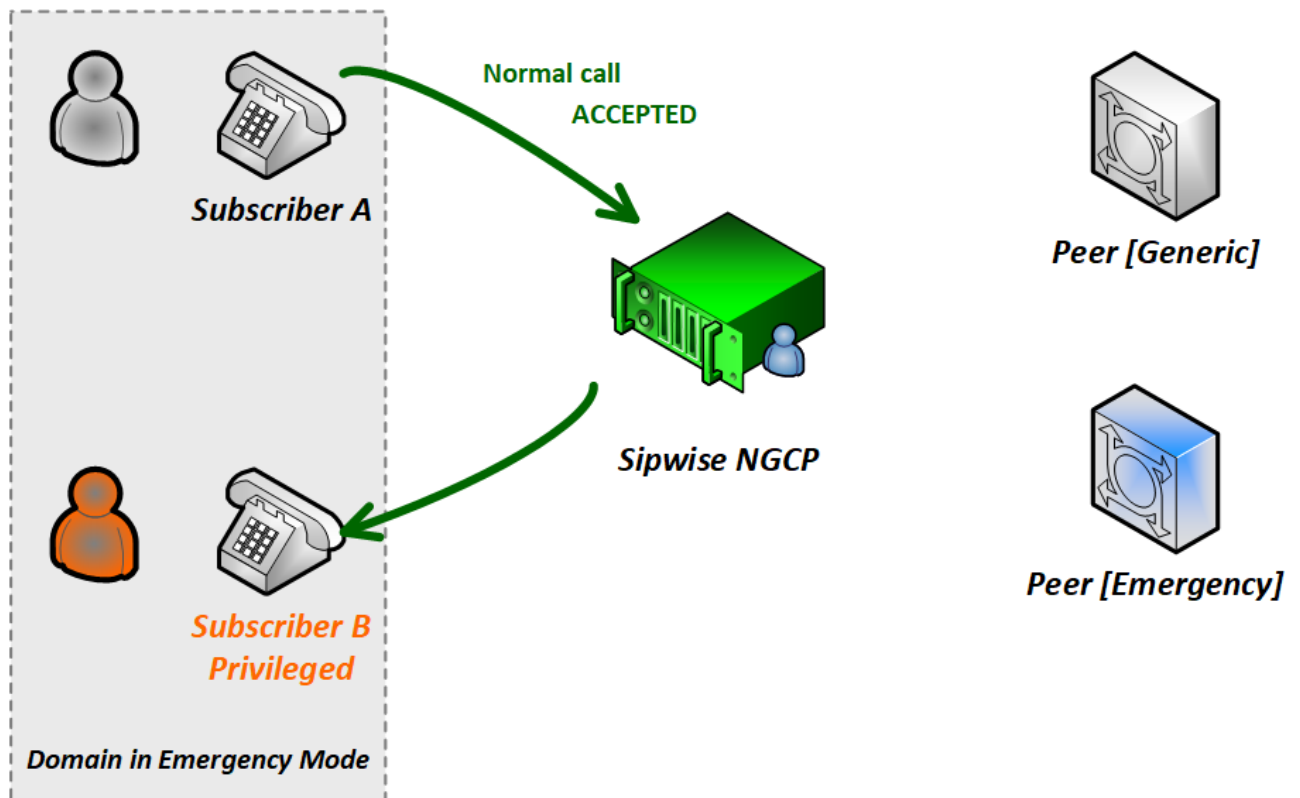 Normal call
ACCEPTED
Subscriber A
Peer [Generic]
Sipwise NGCP
Peer [Emergency]
Subscriber B
Privileged
Domain in Emergency Mode